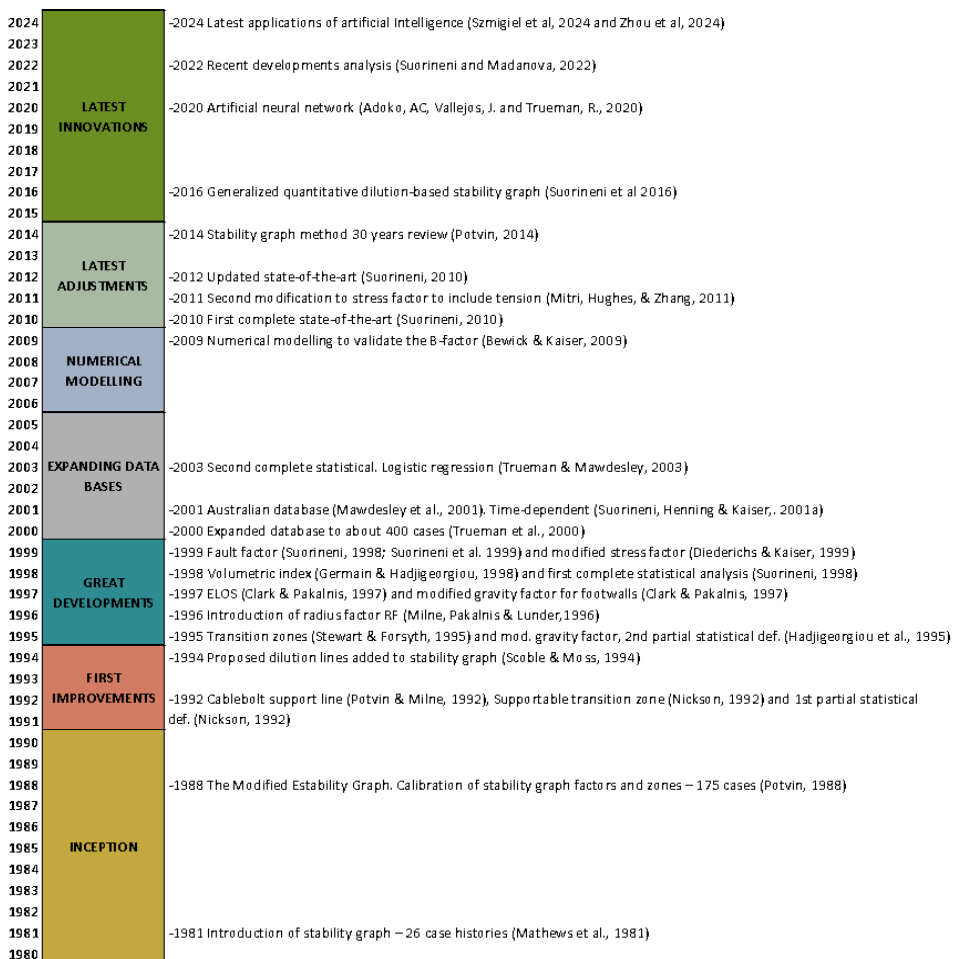 2024 -2024 Latest applications of artificial Intelligence (Szmigiel et al, 2024 and Zhou et al, 2024)
2023
2022 -2022 Recent developments analysis (Suorineni and Madanova, 2022)
2021
2020 LATEST -2020 Artificial neural network (Adoko, AC, Vallejos, J. and Trueman, R., 2020)
2019 INNOVATIONS
2018
2017
2016 -2016 Generalized quantitative dilution-based stability graph (Suorineni et al 2016)
2015
2014 -2014 Stability graph method 30 years review (Potvin, 2014)
2013 LATEST
2012 ADJUSTMENTS -2012 Updated state-of-the-art (Suorineni, 2010)
2011 -2011 Second modification to stress factor to include tension (Mitri, Hughes, & Zhang, 2011)
2010 -2010 First complete state-of-the-art (Suorineni, 2010)
2009 -2009 Numerical modelling to validate the B-factor (Bewick & Kaiser, 2009)
2008 NUMERICAL
2007 MODELLING
2006
2005
2004
2003 EXPANDING DATA -2003 Second complete statistical. Logistic regression (Trueman & Mawdesley, 2003)
2002 BASES
2001 -2001 Australian database (Mawdesley et al., 2001). Time-dependent (Suorineni, Henning & Kaiser,. 2001a)
2000 -2000 Expanded database to about 400 cases (Trueman et al., 2000)
1999 -1999 Fault factor (Suorineni, 1998; Suorineni et al. 1999) and modified stress factor (Diederichs & Kaiser, 1999)
1998 GREAT -1998 Volumetric index (Germain & Hadjigeorgiou, 1998) and first complete statistical analysis (Suorineni, 1998)
1997 DEVELOPMENTS -1997 ELOS (Clark & Pakalnis, 1997) and modified gravity factor for footwalls (Clark & Pakalnis, 1997)
1996 -1996 Introduction of radius factor RF (Milne, Pakalnis & Lunder,1996)
1995 -1995 Transition zones (Stewart & Forsyth, 1995) and mod. gravity factor, 2nd partial statistical def. (Hadjigeorgiou et al., 1995)
1994 -1994 Proposed dilution lines added to stability graph (Scoble & Moss, 1994)
1993 FIRST
1992 IMPROVEMENTS -1992 Cablebolt support line (Potvin & Milne, 1992), Supportable transition zone (Nickson, 1992) and 1st partial statistical
1991 def. (Nickson, 1992)
1990
1989
1988 -1988 The Modified Estability Graph. Calibration of stability graph factors and zones – 175 cases (Potvin, 1988)
1987
1986
1985 INCEPTION
1984
1983
1982
1981 -1981 Introduction of stability graph – 26 case histories (Mathews et al., 1981)
1980